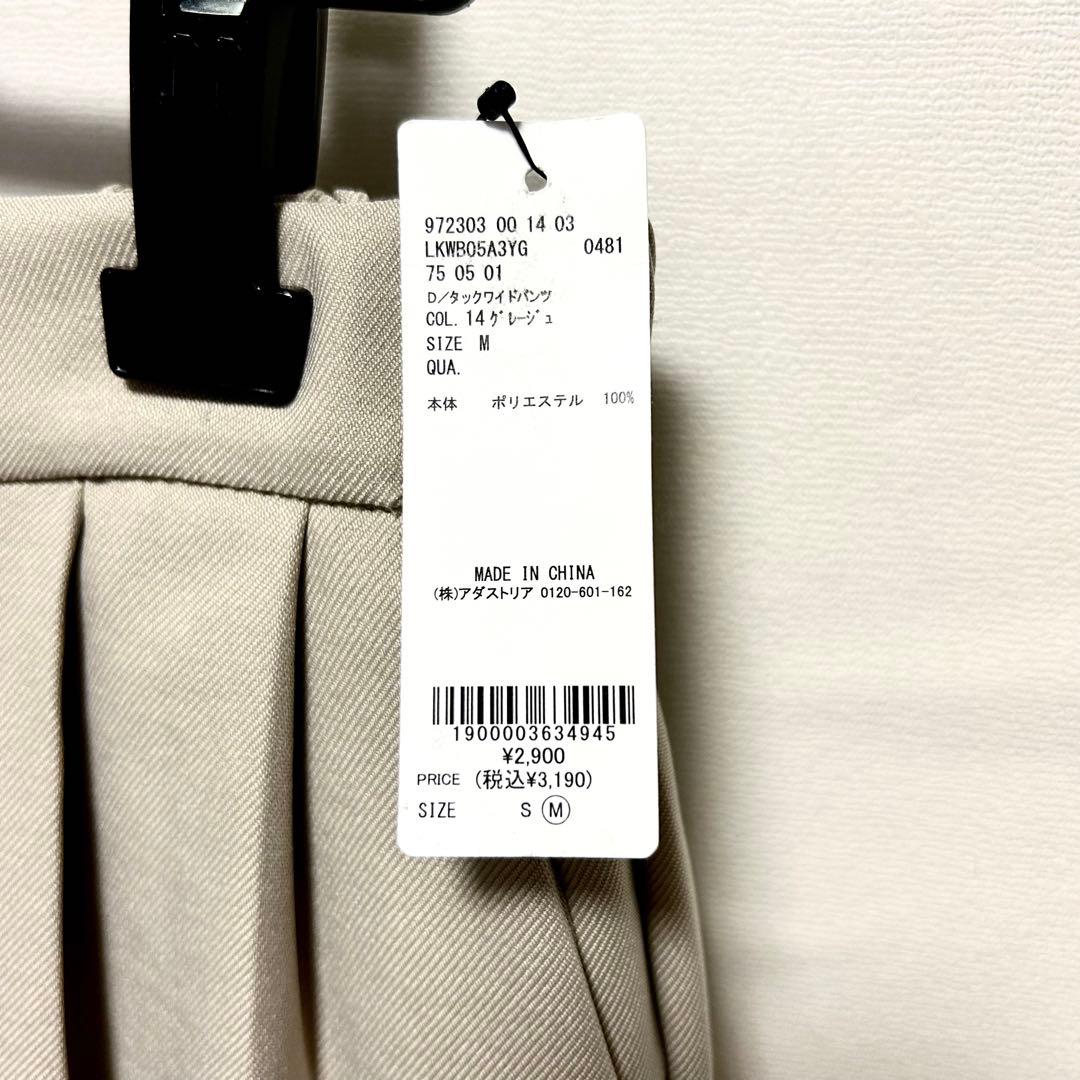 972303 00 14 03
LKWB05A3YG 0481
75 05 01
D/タックワイドパンツ
COL. 14 ｸﾞﾚｰｼﾞｭ
SIZE M
QUA.
本体 ポリエステル 100%
MADE IN CHINA
(株)アダストリア 0120-601-162
1900003634945
¥2,900
PRICE (税込¥3,190)
SIZE S Ⓜ